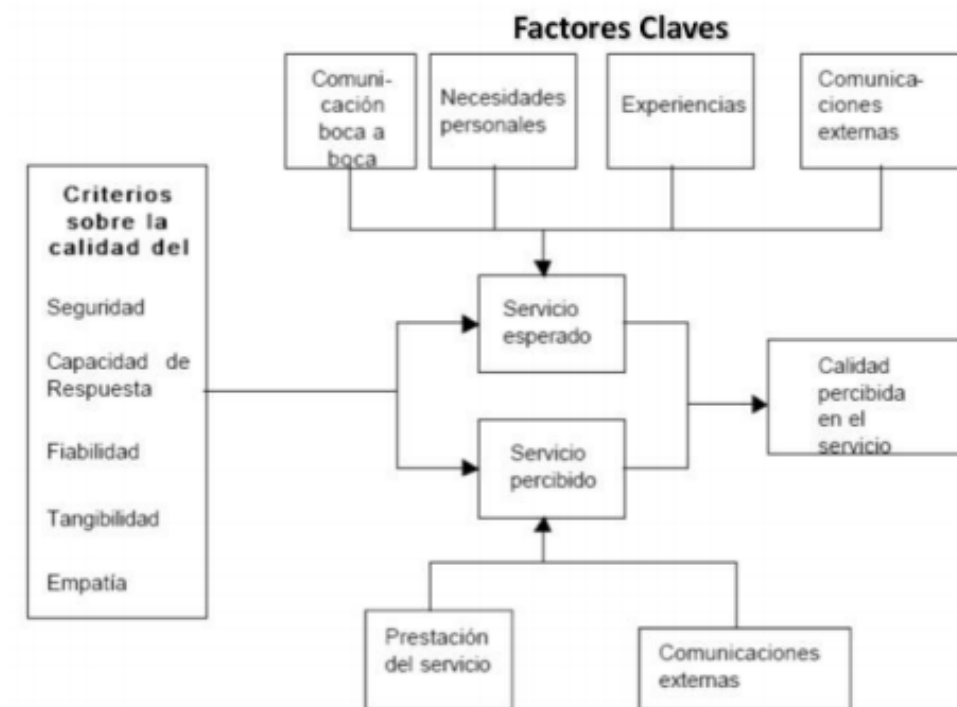 Factores Claves
Comuni-
cación
boca a
boca
Necesidades
personales
Experiencias
Comunica-
ciones
externas
Criterios
sobre la
calidad del
Seguridad
Capacidad de
Respuesta
Fiabilidad
Tangibilidad
Empatía
Servicio
esperado
Servicio
percibido
Calidad
percibida
en el
servicio
Prestación
del servicio
Comunicaciones
externas